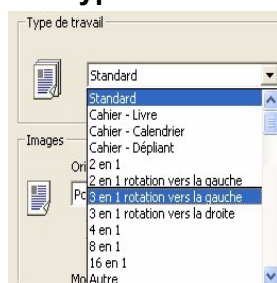 Type de travail
Standard
Standard
Cahier - Livre
Cahier - Calendrier
Cahier - Dépliant
Images
2 en 1
Ori
2 en 1 rotation vers la gauche
3 en 1 rotation vers la gauche
3 en 1 rotation vers la droite
4 en 1
8 en 1
16 en 1
Mo
Autre